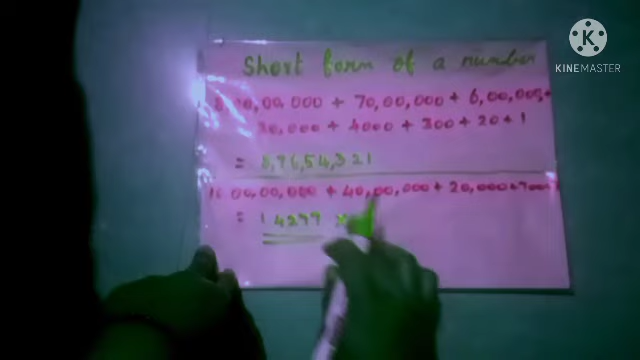 Short form of a number
8,00,00,000 + 70,00,000 + 6,00,000 +
50,000 + 4000 + 300 + 20 + 1
= 8,76,54,321
00,00,000 + 40,00,000 + 20,000 + 7000
= 1 4277
K
KINEMASTER